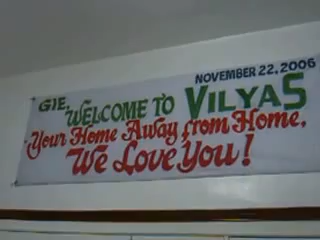 NOVEMBER 22, 2006
GIE, WELCOME TO VILYAS
Your Home Away from Home,
We Love You!